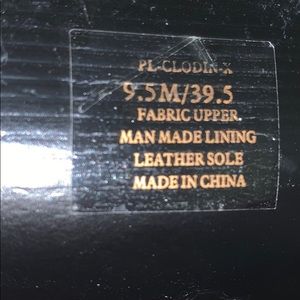 PL-CLODIN-X
9.5M/39.5
FABRIC UPPER.
MAN MADE LINING
LEATHER SOLE
MADE IN CHINA